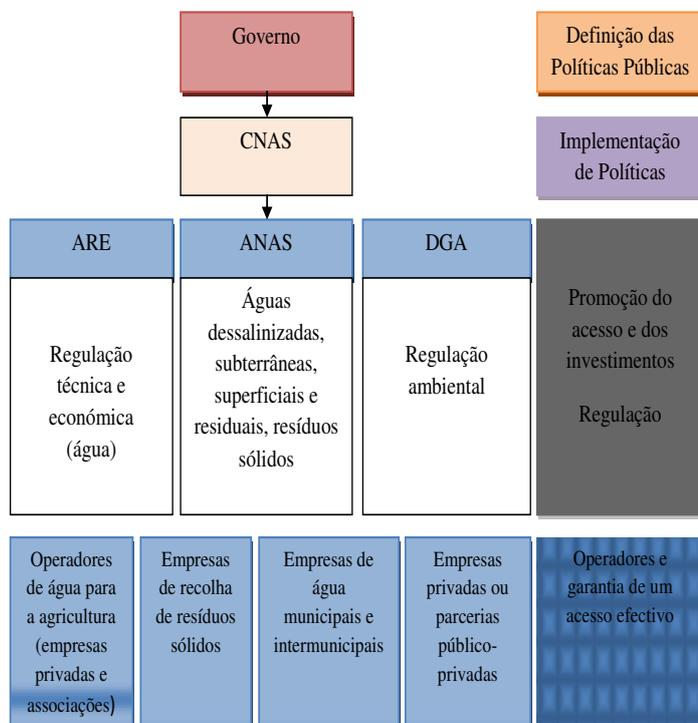 Governo
Definição das
Políticas Públicas
CNAS
Implementação
de Políticas
ARE
ANAS
DGA
Regulação
técnica e
económica
(água)
Águas
dessalinizadas,
subterrâneas,
superficiais e
residuais, resíduos
sólidos
Regulação
ambiental
Promoção do
acesso e dos
investimentos
Regulação
Operadores
de água para
a agricultura
(empresas
privadas e
associações)
Empresas
de recolha
de resíduos
sólidos
Empresas de
água
municipais e
intermunicipais
Empresas
privadas ou
parcerias
público-
privadas
Operadores e
garantia de um
acesso efectivo